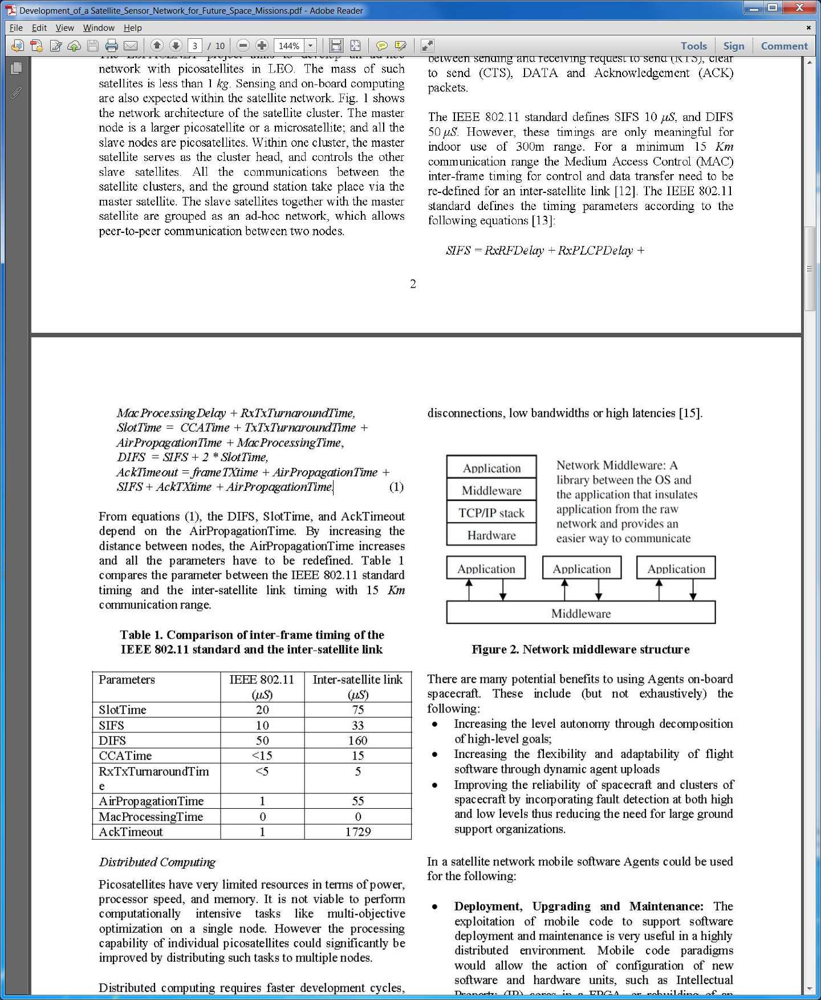 Development_of_a Satellite_Sensor_Network_for_Future_Space_Missions.pdf - Adobe Reader
File Edit View Window Help
3 / 10 144% Tools Sign Comment
The ESPACENET project aims to develop an ad-hoc
network with picosatellites in LEO. The mass of such
satellites is less than 1 kg. Sensing and on-board computing
are also expected within the satellite network. Fig. 1 shows
the network architecture of the satellite cluster. The master
node is a larger picosatellite or a microsatellite; and all the
slave nodes are picosatellites. Within one cluster, the master
satellite serves as the cluster head, and controls the other
slave satellites. All the communications between the
satellite clusters, and the ground station take place via the
master satellite. The slave satellites together with the master
satellite are grouped as an ad-hoc network, which allows
peer-to-peer communication between two nodes.
between sending and receiving request to send (RTS), clear
to send (CTS), DATA and Acknowledgement (ACK)
packets.
The IEEE 802.11 standard defines SIFS 10 µS, and DIFS
50 µS. However, these timings are only meaningful for
indoor use of 300m range. For a minimum 15 Km
communication range the Medium Access Control (MAC)
inter-frame timing for control and data transfer need to be
re-defined for an inter-satellite link [12]. The IEEE 802.11
standard defines the timing parameters according to the
following equations [13]:
SIFS = RxRFDelay + RxPLCPDelay +
2
MacProcessingDelay + RxTxTurnaroundTime,
SlotTime = CCATime + TxTxTurnaroundTime +
AirPropagationTime + MacProcessingTime,
DIFS = SIFS + 2 * SlotTime,
AckTimeout = frameTXtime + AirPropagationTime +
SIFS + AckTXtime + AirPropagationTime. (1)
From equations (1), the DIFS, SlotTime, and AckTimeout
depend on the AirPropagationTime. By increasing the
distance between nodes, the AirPropagationTime increases
and all the parameters have to be redefined. Table 1
compares the parameter between the IEEE 802.11 standard
timing and the inter-satellite link timing with 15 Km
communication range.
Table 1. Comparison of inter-frame timing of the
IEEE 802.11 standard and the inter-satellite link
Parameters IEEE 802.11 Inter-satellite link
(µS) (µS)
SlotTime 20 75
SIFS 10 33
DIFS 50 160
CCATime <15 15
RxTxTurnaroundTim <5 5
e
AirPropagationTime 1 55
MacProcessingTime 0 0
AckTimeout 1 1729
Distributed Computing
Picosatellites have very limited resources in terms of power,
processor speed, and memory. It is not viable to perform
computationally intensive tasks like multi-objective
optimization on a single node. However the processing
capability of individual picosatellites could significantly be
improved by distributing such tasks to multiple nodes.
Distributed computing requires faster development cycles,
disconnections, low bandwidths or high latencies [15].
Application
Middleware
TCP/IP stack
Hardware
Network Middleware: A
library between the OS and
the application that insulates
application from the raw
network and provides an
easier way to communicate
Application Application Application
Middleware
Figure 2. Network middleware structure
There are many potential benefits to using Agents on-board
spacecraft. These include (but not exhaustively) the
following:
• Increasing the level autonomy through decomposition
of high-level goals;
• Increasing the flexibility and adaptability of flight
software through dynamic agent uploads
• Improving the reliability of spacecraft and clusters of
spacecraft by incorporating fault detection at both high
and low levels thus reducing the need for large ground
support organizations.
In a satellite network mobile software Agents could be used
for the following:
• Deployment, Upgrading and Maintenance: The
exploitation of mobile code to support software
deployment and maintenance is very useful in a highly
distributed environment. Mobile code paradigms
would allow the action of configuration of new
software and hardware units, such as Intellectual
Property (IP) cores in a FPGA, or rebuilding of an